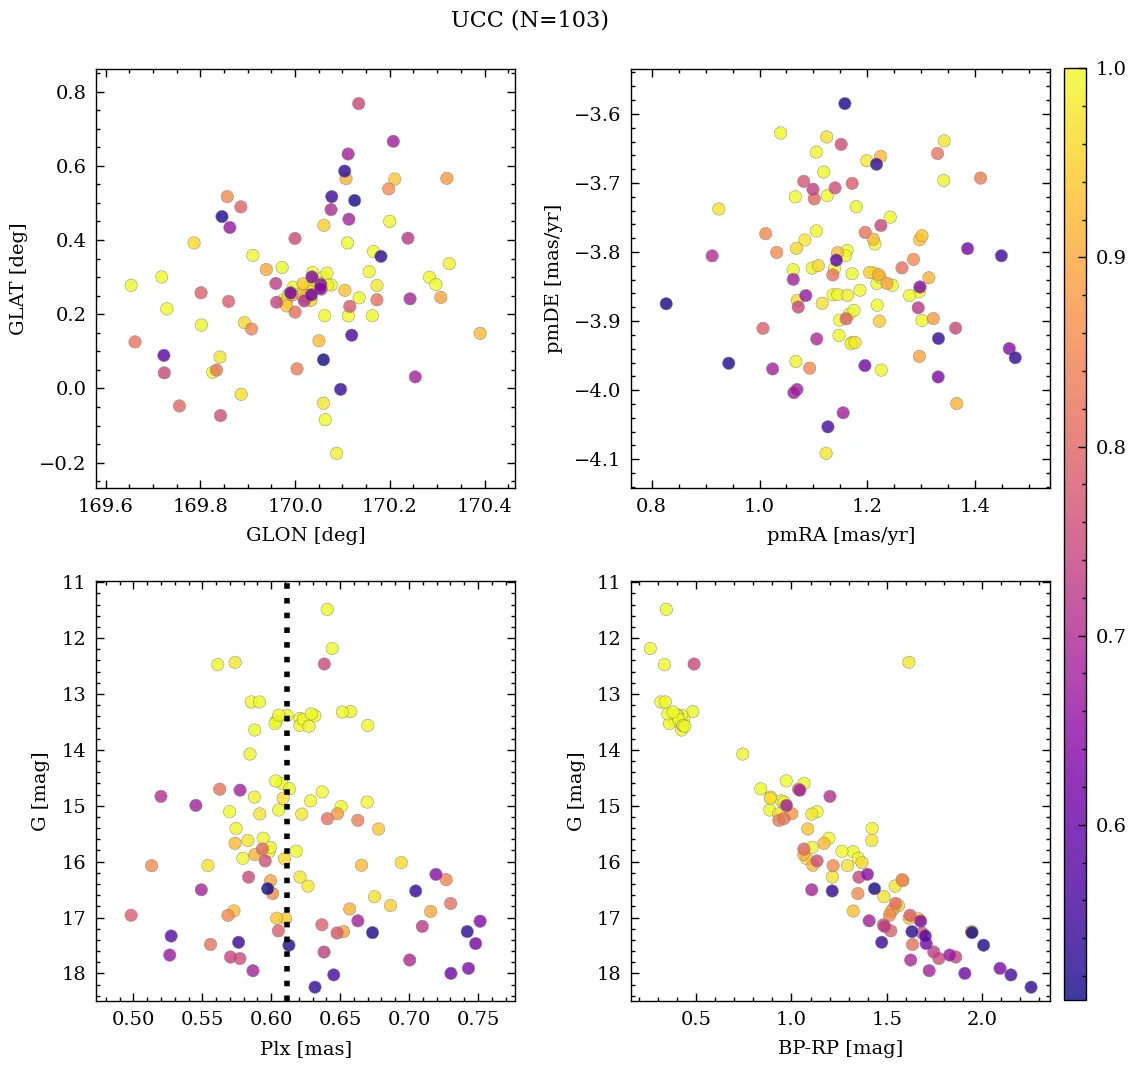 UCC (N=103)
0.8
0.6
0.4
0.2
0.0
−0.2
GLAT [deg]
169.6 169.8 170.0 170.2 170.4
GLON [deg]
−3.6
−3.7
−3.8
−3.9
−4.0
−4.1
pmDE [mas/yr]
0.8 1.0 1.2 1.4
pmRA [mas/yr]
11
12
13
14
15
16
17
18
G [mag]
0.50 0.55 0.60 0.65 0.70 0.75
Plx [mas]
11
12
13
14
15
16
17
18
G [mag]
0.5 1.0 1.5 2.0
BP-RP [mag]
1.0
0.9
0.8
0.7
0.6